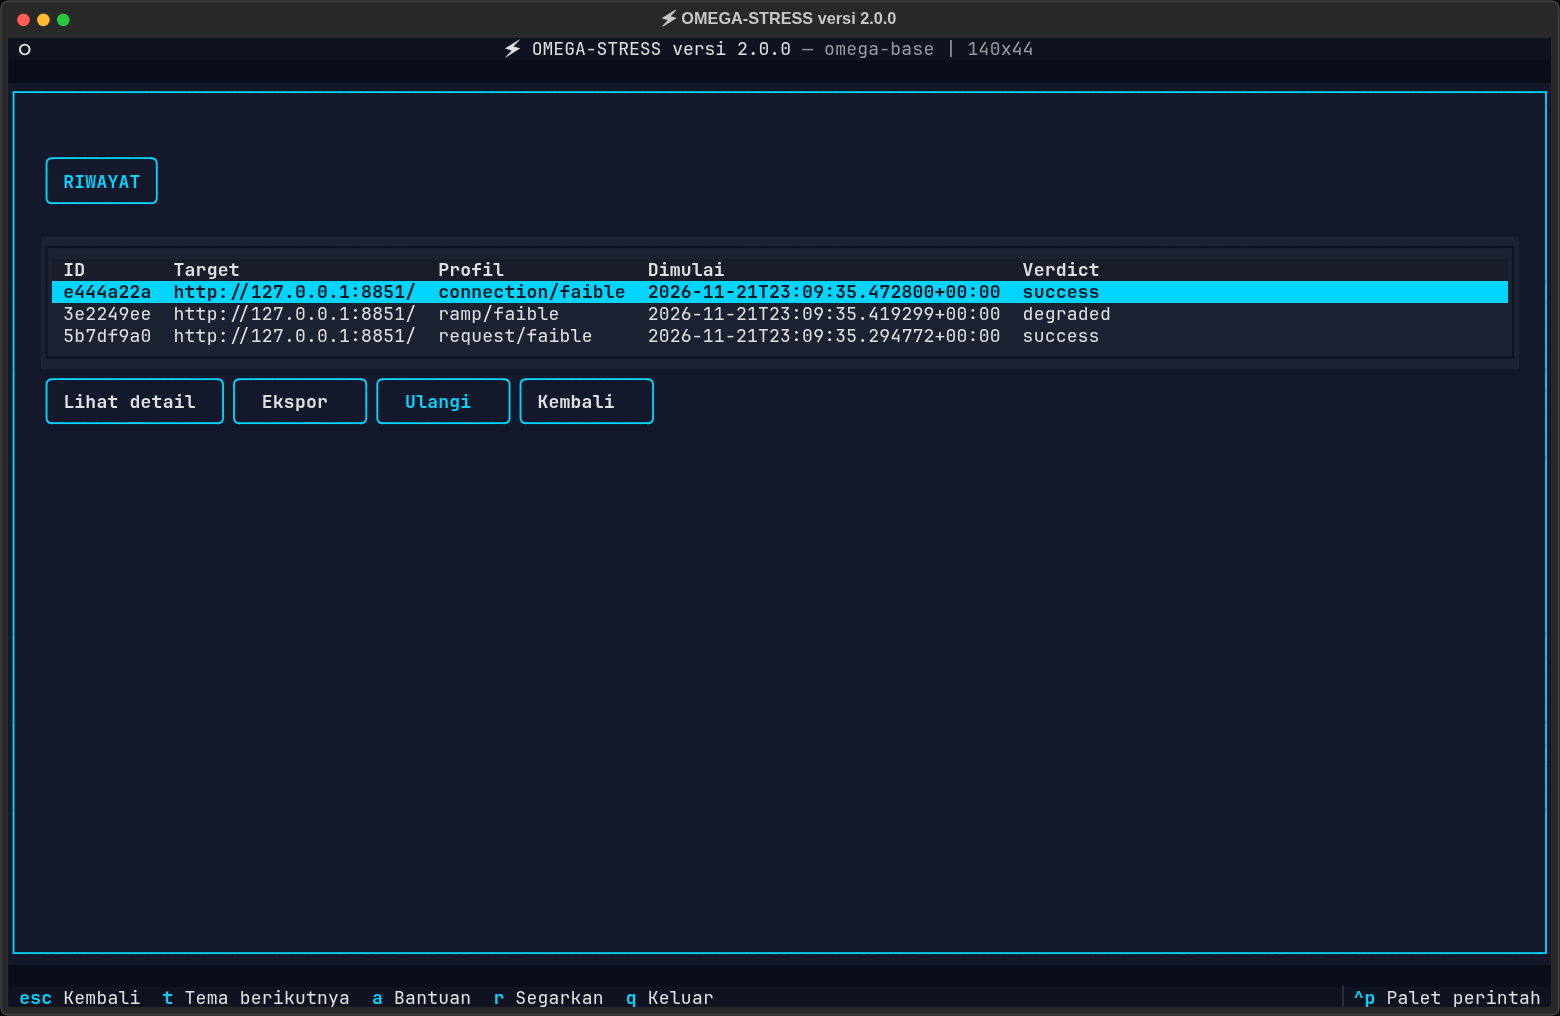 ⚡ OMEGA-STRESS versi 2.0.0
⚡ OMEGA-STRESS versi 2.0.0 — omega-base | 140x44
RIWAYAT
ID Target Profil Dimulai Verdict
e444a22a http://127.0.0.1:8851/ connection/faible 2026-11-21T23:09:35.472800+00:00 success
3e2249ee http://127.0.0.1:8851/ ramp/faible 2026-11-21T23:09:35.419299+00:00 degraded
5b7df9a0 http://127.0.0.1:8851/ request/faible 2026-11-21T23:09:35.294772+00:00 success
Lihat detail Ekspor Ulangi Kembali
esc Kembali t Tema berikutnya a Bantuan r Segarkan q Keluar ^p Palet perintah